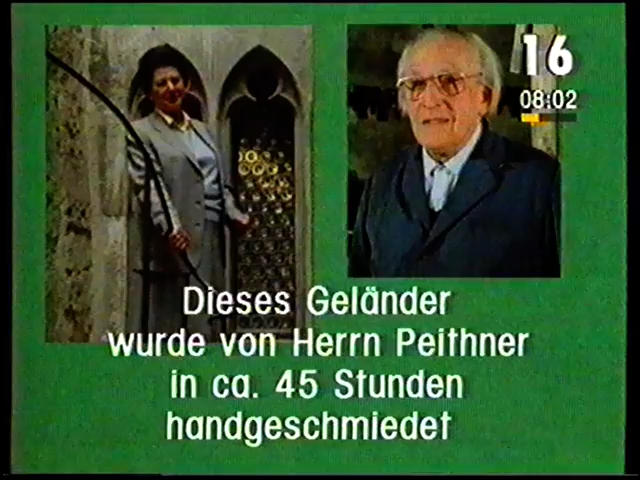 16
08:02
Dieses Geländer
wurde von Herrn Peithner
in ca. 45 Stunden
handgeschmiedet